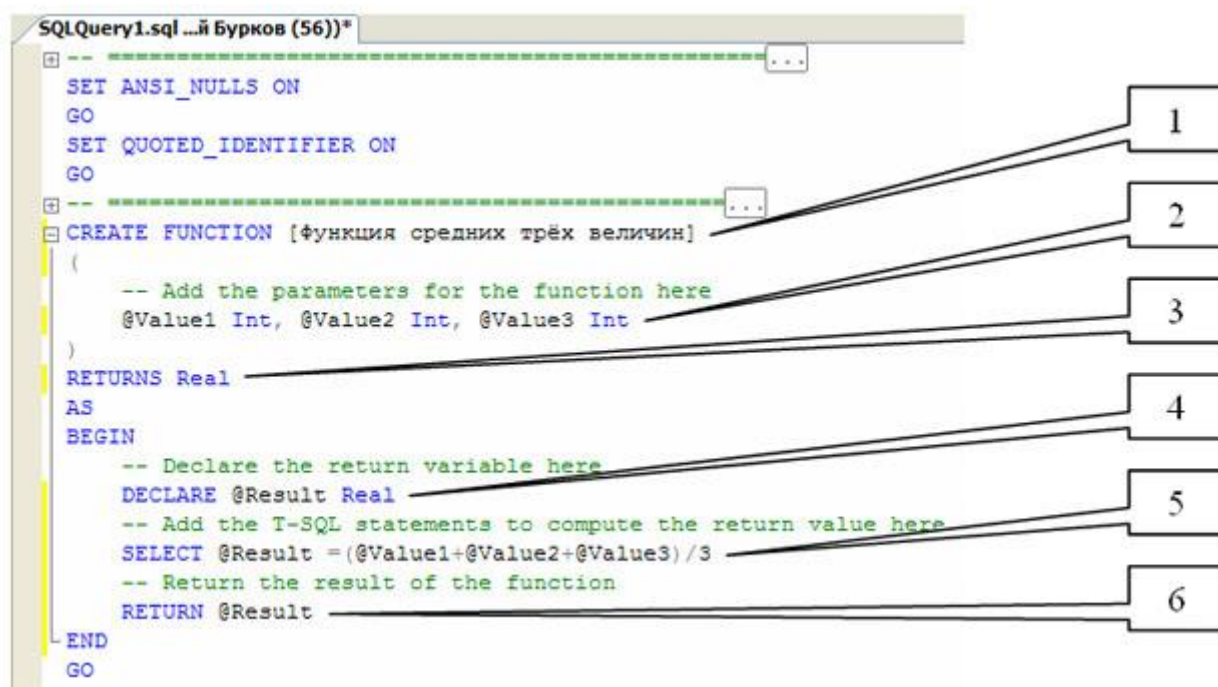 SQLQuery1.sql ...й Бурков (56))*
-- ============================================== ...
SET ANSI_NULLS ON
GO
SET QUOTED_IDENTIFIER ON
GO
-- =========================================== ...
CREATE FUNCTION [Функция средних трёх величин]
(
-- Add the parameters for the function here
@Value1 Int, @Value2 Int, @Value3 Int
)
RETURNS Real
AS
BEGIN
-- Declare the return variable here
DECLARE @Result Real
-- Add the T-SQL statements to compute the return value here
SELECT @Result =(@Value1+@Value2+@Value3)/3
-- Return the result of the function
RETURN @Result
END
GO
1
2
3
4
5
6